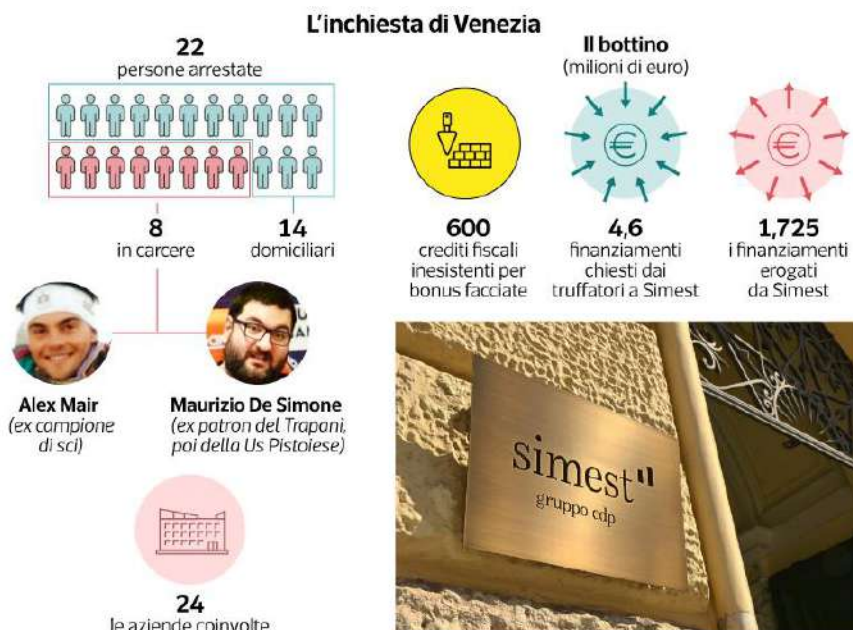 L'inchiesta di Venezia
22
persone arrestate
8
in carcere
14
domiciliari
Alex Mair
(ex campione
di sci)
Maurizio De Simone
(ex patron del Trapani,
poi della Us Pistoiese)
24
le aziende coinvolte
Il bottino
(milioni di euro)
€
€
600
crediti fiscali
inesistenti per
bonus facciate
4,6
finanziamenti
chiesti dai
truffatori a Simest
1,725
i finanziamenti
erogati
da Simest
simest
gruppo cdp